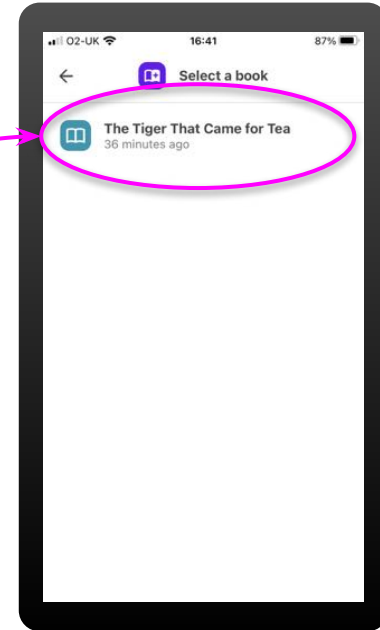 O2-UK 16:41 87%
Select a book
The Tiger That Came for Tea
36 minutes ago